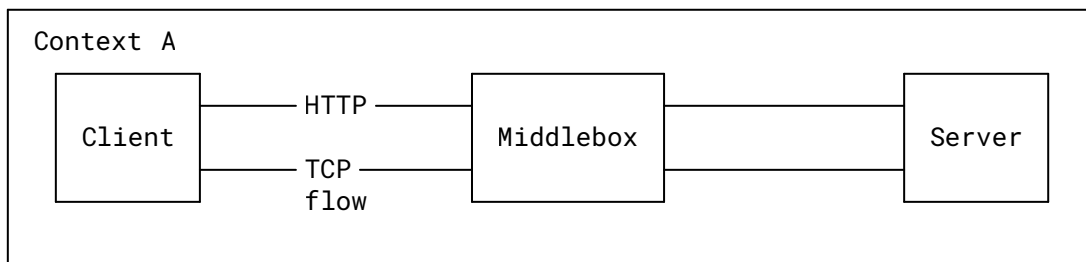 Context A
HTTP
Client
Middlebox
Server
TCP
flow